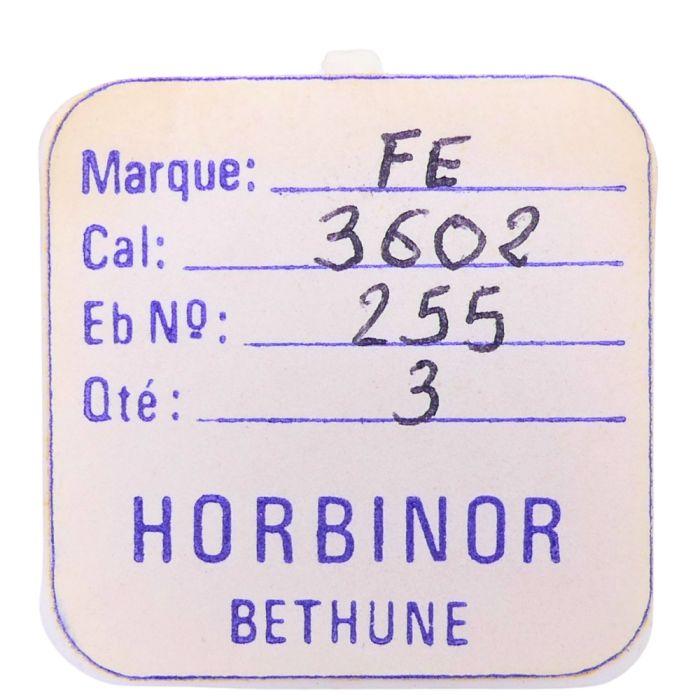 Marque: FE
Cal: 3602
Eb Nº: 255
Qté: 3
HORBINOR
BETHUNE